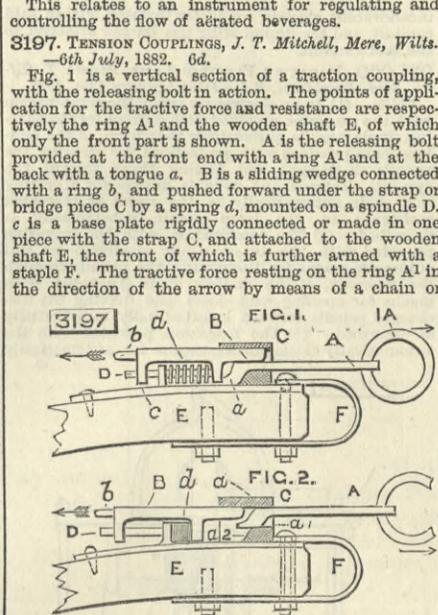 This relates to an instrument for regulating and
controlling the flow of aërated beverages.
3197. TENSION COUPLINGS, J. T. Mitchell, Mere, Wilts.
—6th July, 1882. 6d.
Fig. 1 is a vertical section of a traction coupling,
with the releasing bolt in action. The points of appli-
cation for the tractive force and resistance are respec-
tively the ring A1 and the wooden shaft E, of which
only the front part is shown. A is the releasing bolt
provided at the front end with a ring A1 and at the
back with a tongue a. B is a sliding wedge connected
with a ring b, and pushed forward under the strap or
bridge piece C by a spring d, mounted on a spindle D.
c is a base plate rigidly connected or made in one
piece with the strap C, and attached to the wooden
shaft E, the front of which is further armed with a
staple F. The tractive force resting on the ring A1 in
the direction of the arrow by means of a chain or
3197
FIG.1.
b d B C A 1A
D
C E a F
FIG.2.
b B d a C A
D a2 a1
E F